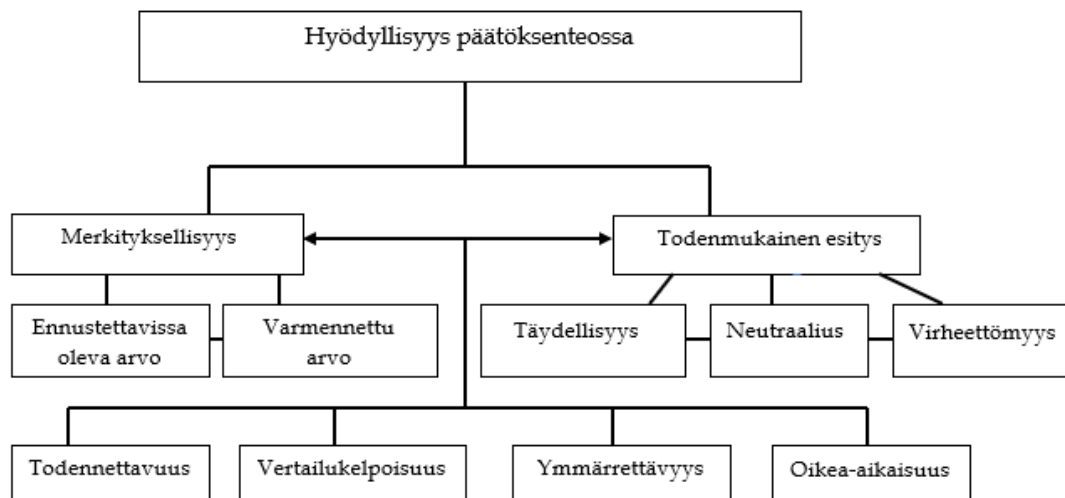 Hyödyllisyys päätöksenteossa
Merkityksellisyys
Todenmukainen esitys
Ennustettavissa
oleva arvo
Varmennettu
arvo
Täydellisyys
Neutraalius
Virheettömyys
Todennettavuus
Vertailukelpoisuus
Ymmärrettävyys
Oikea-aikaisuus